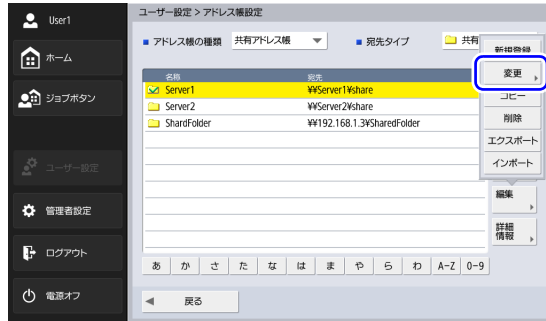 User1
ホーム
ジョブボタン
ユーザー設定
管理者設定
ログアウト
電源オフ
ユーザー設定 > アドレス帳設定
アドレス帳の種類
共有アドレス帳
宛先タイプ
共有
名称
宛先
Server1
¥¥Server1¥share
Server2
¥¥Server2¥share
ShardFolder
¥¥192.168.1.3¥SharedFolder
新規登録
変更
コピー
削除
エクスポート
インポート
編集
詳細
情報
あ か さ た な は ま や ら わ A-Z 0-9
戻る